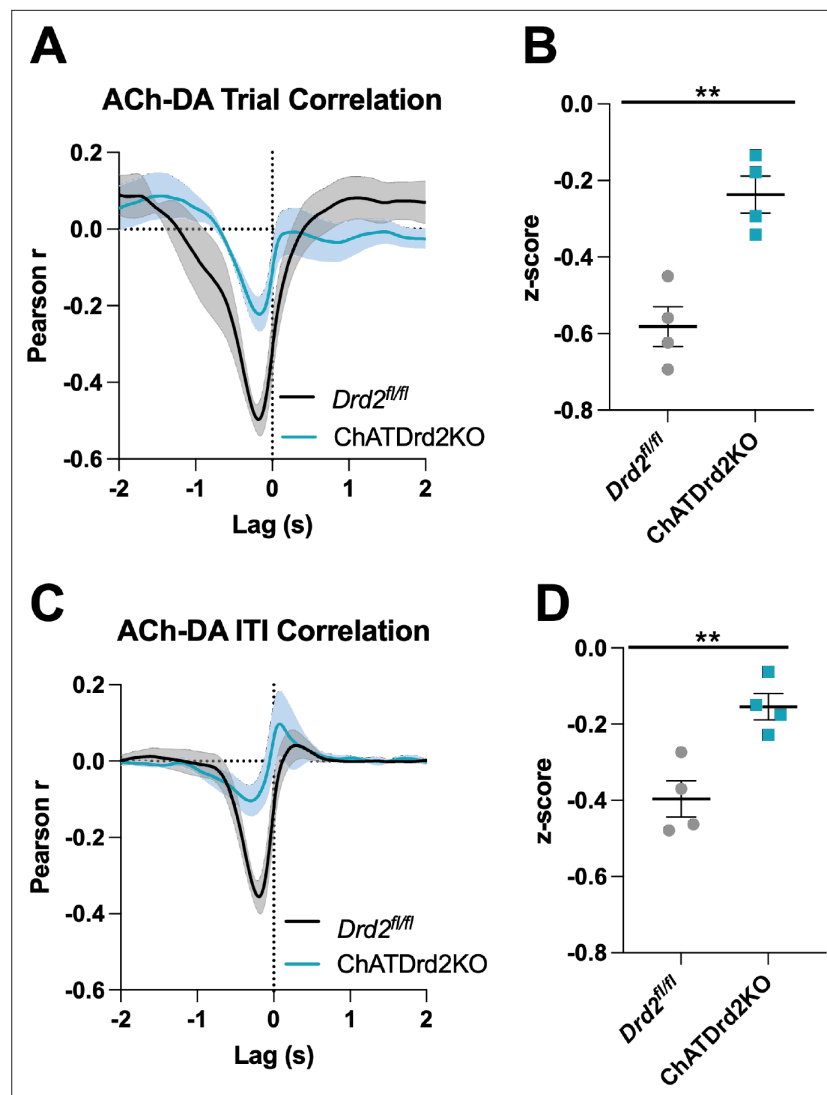 A
ACh-DA Trial Correlation
Pearson r
0.2
0.0
-0.2
-0.4
-0.6
-2
-1
0
1
2
Lag (s)
Drd2fl/fl
ChATDrd2KO
B
**
z-score
0.0
-0.2
-0.4
-0.6
-0.8
Drd2fl/fl
ChATDrd2KO
C
ACh-DA ITI Correlation
Pearson r
0.2
0.0
-0.2
-0.4
-0.6
-2
-1
0
1
2
Lag (s)
Drd2fl/fl
ChATDrd2KO
D
**
z-score
0.0
-0.2
-0.4
-0.6
-0.8
Drd2fl/fl
ChATDrd2KO